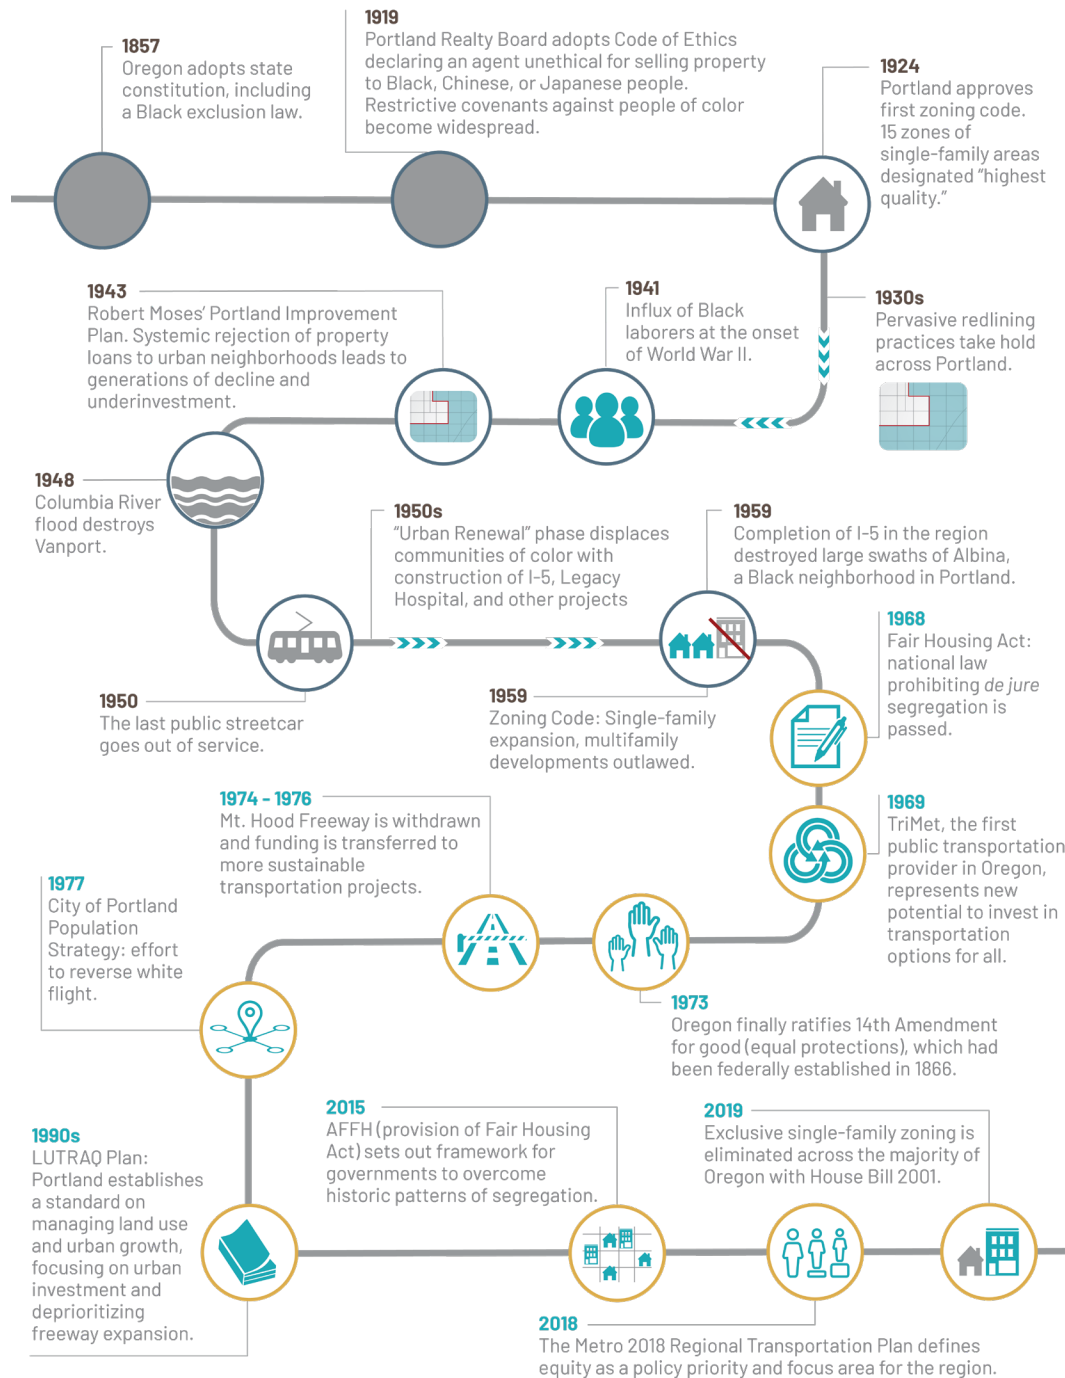 1857
Oregon adopts state
constitution, including
a Black exclusion law.
1919
Portland Realty Board adopts Code of Ethics
declaring an agent unethical for selling property
to Black, Chinese, or Japanese people.
Restrictive covenants against people of color
become widespread.
1924
Portland approves
first zoning code.
15 zones of
single-family areas
designated “highest
quality.”
1930s
Pervasive redlining
practices take hold
across Portland.
1941
Influx of Black
laborers at the onset
of World War II.
1943
Robert Moses’ Portland Improvement
Plan. Systemic rejection of property
loans to urban neighborhoods leads to
generations of decline and
underinvestment.
1948
Columbia River
flood destroys
Vanport.
1950
The last public streetcar
goes out of service.
1950s
“Urban Renewal” phase displaces
communities of color with
construction of I-5, Legacy
Hospital, and other projects
1959
Completion of I-5 in the region
destroyed large swaths of Albina,
a Black neighborhood in Portland.
1959
Zoning Code: Single-family
expansion, multifamily
developments outlawed.
1968
Fair Housing Act:
national law
prohibiting de jure
segregation is
passed.
1969
TriMet, the first
public transportation
provider in Oregon,
represents new
potential to invest in
transportation
options for all.
1973
Oregon finally ratifies 14th Amendment
for good (equal protections), which had
been federally established in 1866.
1974 - 1976
Mt. Hood Freeway is withdrawn
and funding is transferred to
more sustainable
transportation projects.
1977
City of Portland
Population
Strategy: effort
to reverse white
flight.
1990s
LUTRAQ Plan:
Portland establishes
a standard on
managing land use
and urban growth,
focusing on urban
investment and
deprioritizing
freeway expansion.
2015
AFFH (provision of Fair Housing
Act) sets out framework for
governments to overcome
historic patterns of segregation.
2018
The Metro 2018 Regional Transportation Plan defines
equity as a policy priority and focus area for the region.
2019
Exclusive single-family zoning is
eliminated across the majority of
Oregon with House Bill 2001.